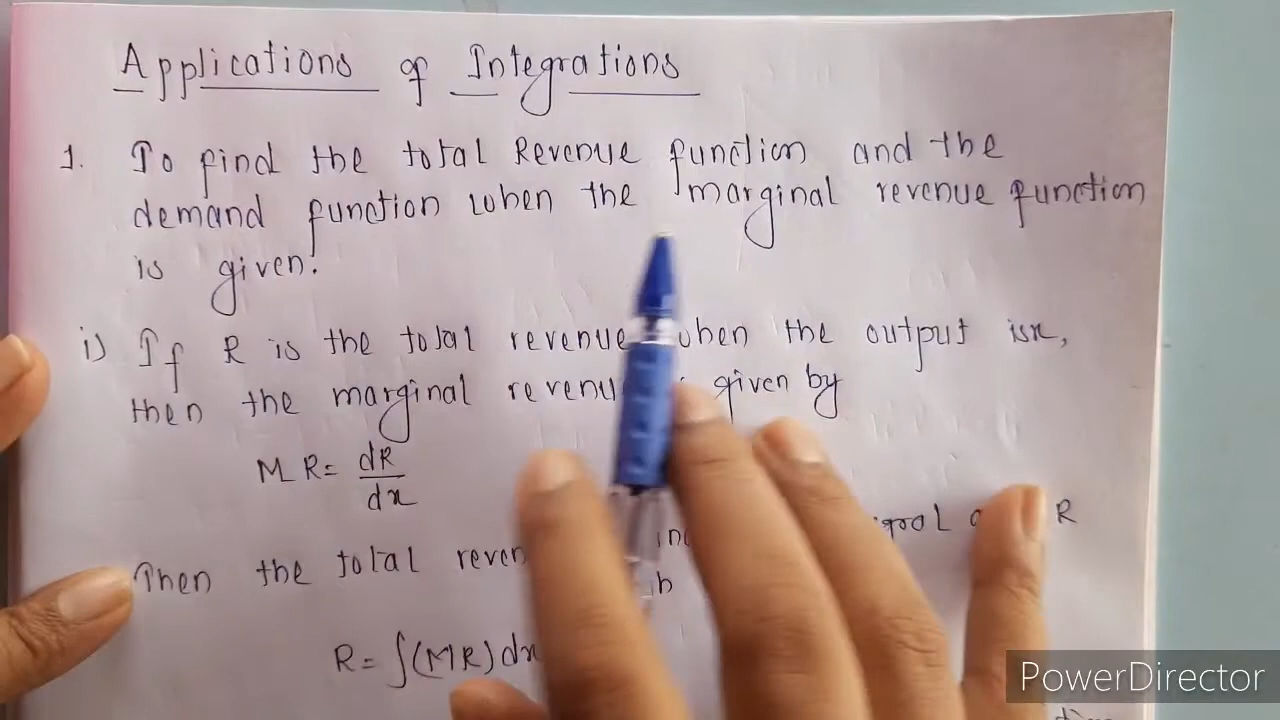 Applications of Integrations
1. To find the total Revenue function and the
demand function when the marginal revenue function
is given.
i) If R is the total revenue when the output is x,
then the marginal revenu given by
MR = dR/dx
Then the total reven
R = ∫(MR) dx
PowerDirector